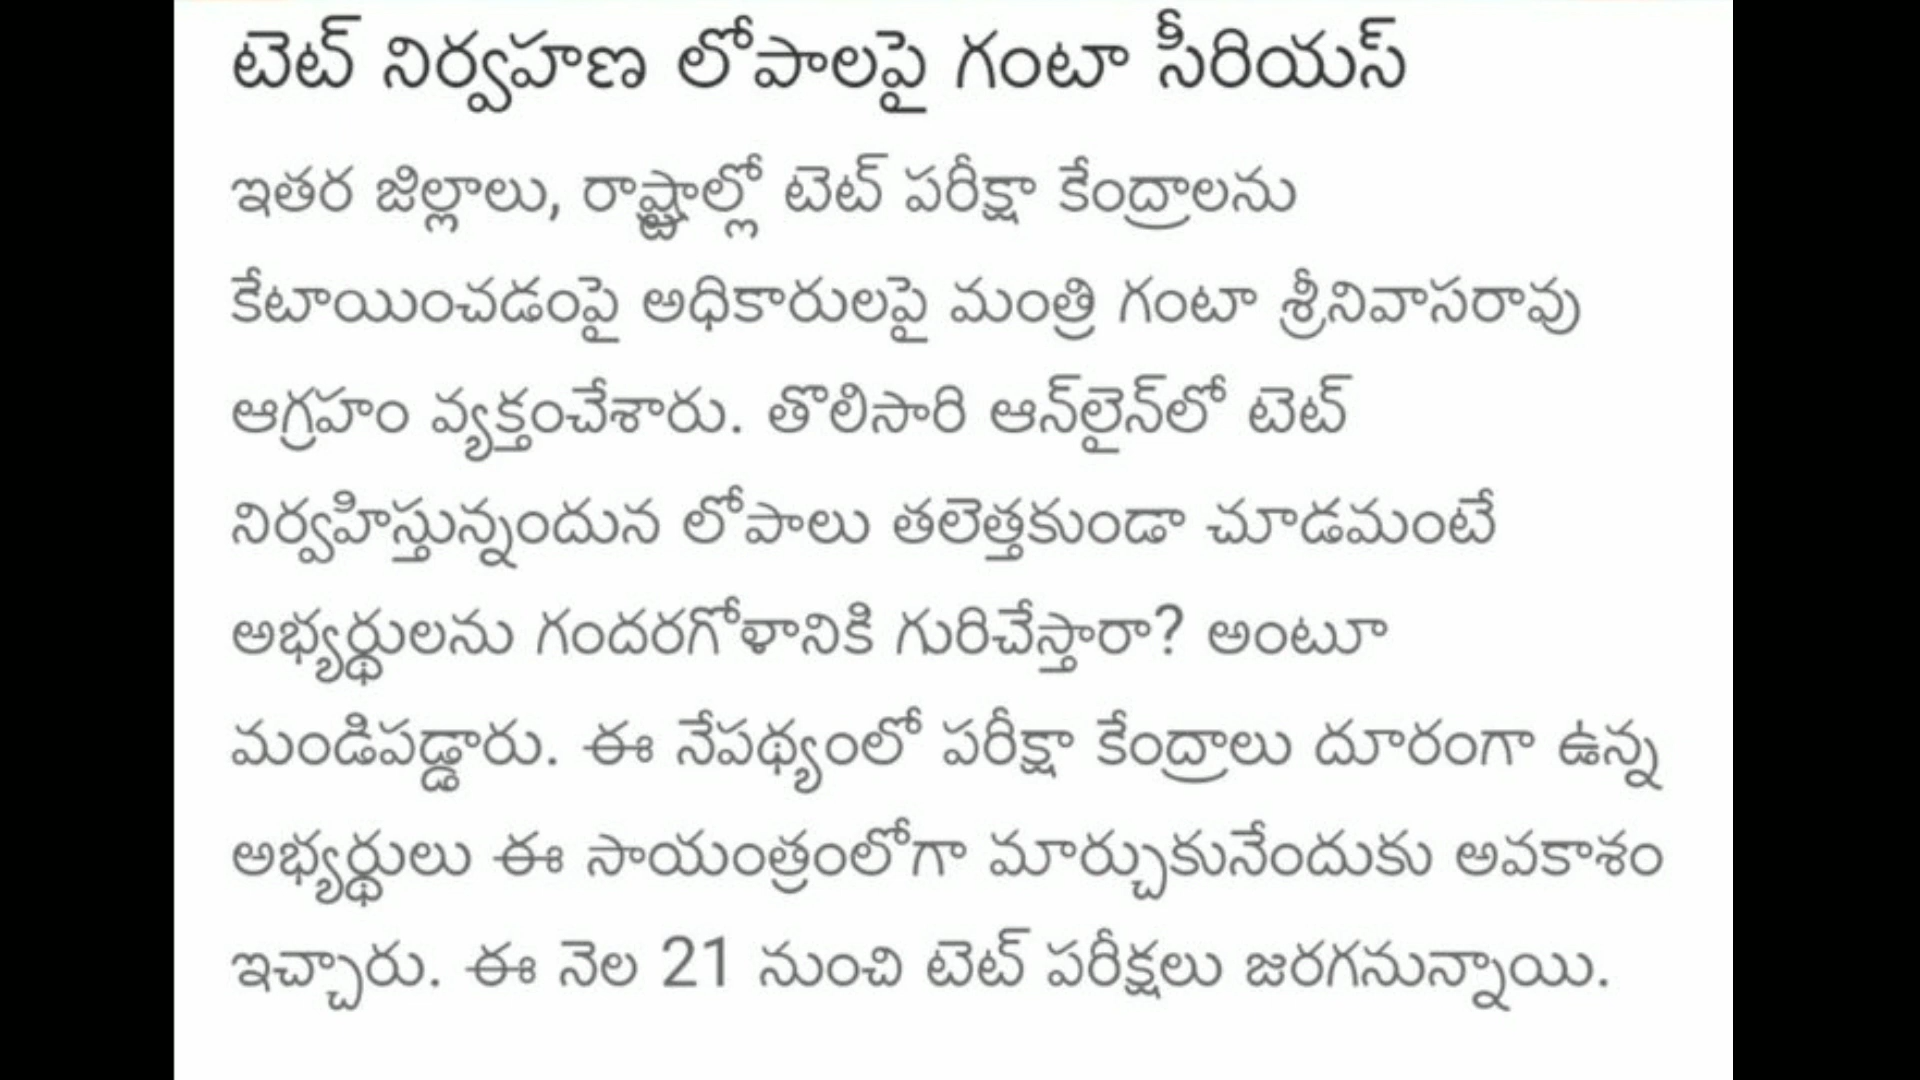 టెట్ నిర్వహణ లోపాలపై గంటా సీరియస్
ఇతర జిల్లాలు, రాష్ట్రాల్లో టెట్ పరీక్షా కేంద్రాలను
కేటాయించడంపై అధికారులపై మంత్రి గంటా శ్రీనివాసరావు
ఆగ్రహం వ్యక్తంచేశారు. తొలిసారి ఆన్‌లైన్‌లో టెట్
నిర్వహిస్తున్నందున లోపాలు తలెత్తకుండా చూడమంటే
అభ్యర్థులను గందరగోళానికి గురిచేస్తారా? అంటూ
మండిపడ్డారు. ఈ నేపథ్యంలో పరీక్షా కేంద్రాలు దూరంగా ఉన్న
అభ్యర్థులు ఈ సాయంత్రంలోగా మార్చుకునేందుకు అవకాశం
ఇచ్చారు. ఈ నెల 21 నుంచి టెట్ పరీక్షలు జరగనున్నాయి.